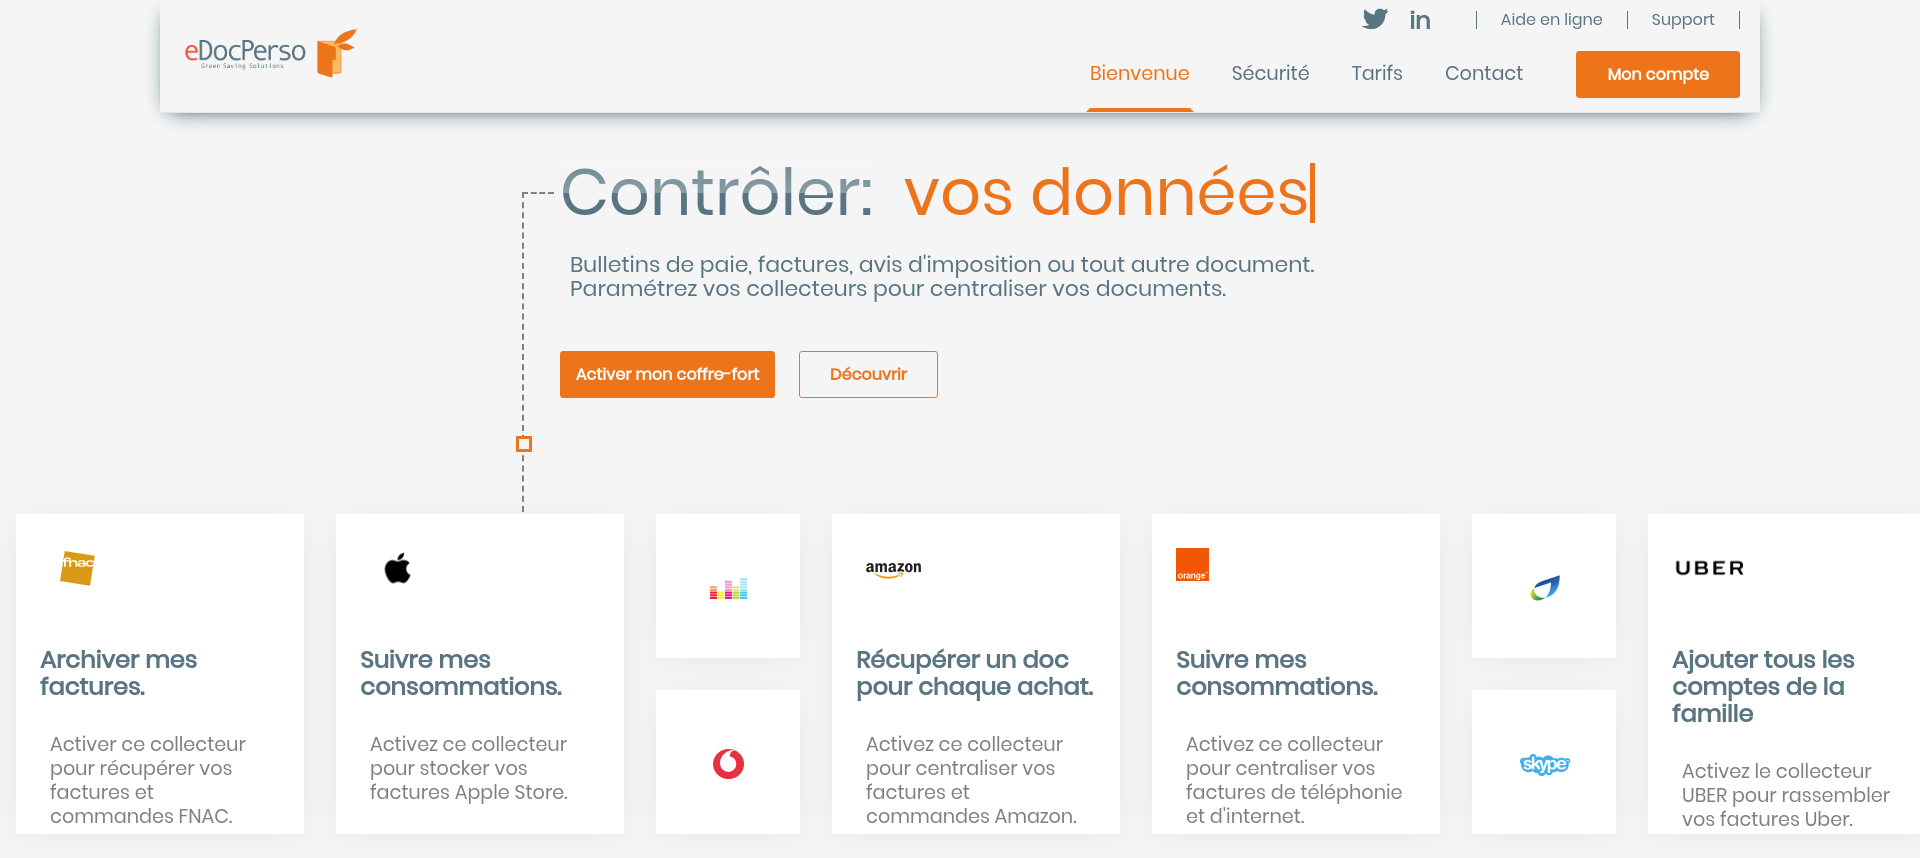 eDocPerso
Green Saving Solutions
in
Aide en ligne
Support
Bienvenue
Sécurité
Tarifs
Contact
Mon compte
Contrôler: vos données
Bulletins de paie, factures, avis d'imposition ou tout autre document.
Paramétrez vos collecteurs pour centraliser vos documents.
Activer mon coffre-fort
Découvrir
fnac
Archiver mes
factures.
Activer ce collecteur
pour récupérer vos
factures et
commandes FNAC.
Suivre mes
consommations.
Activez ce collecteur
pour stocker vos
factures Apple Store.
amazon
Récupérer un doc
pour chaque achat.
Activez ce collecteur
pour centraliser vos
factures et
commandes Amazon.
orange
Suivre mes
consommations.
Activez ce collecteur
pour centraliser vos
factures de téléphonie
et d'internet.
skype
UBER
Ajouter tous les
comptes de la
famille
Activez le collecteur
UBER pour rassembler
vos factures Uber.